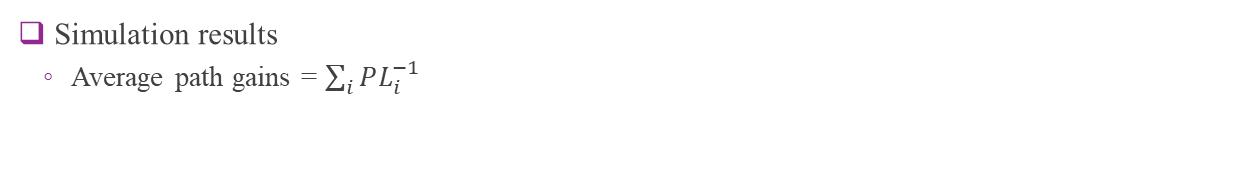 ❑ Simulation results
◦ Average path gains = ∑ᵢ PLᵢ⁻¹